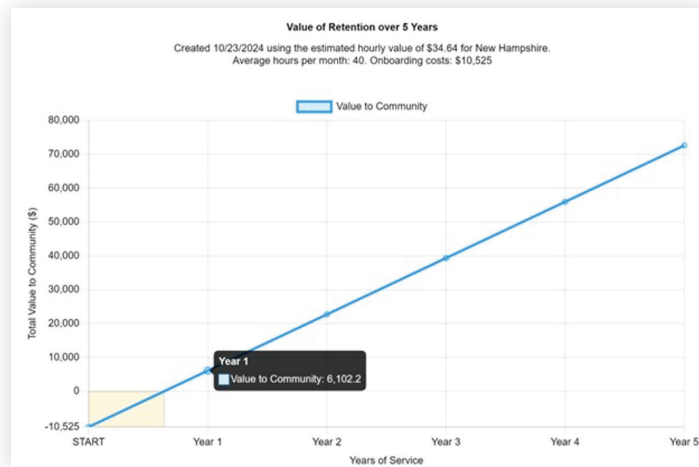 Value of Retention over 5 Years
Created 10/23/2024 using the estimated hourly value of $34.64 for New Hampshire.
Average hours per month: 40. Onboarding costs: $10,525
Value to Community
Total Value to Community ($)
80,000
70,000
60,000
50,000
40,000
30,000
20,000
10,000
0
-10,525
Year 1
Value to Community: 6,102.2
START Year 1 Year 2 Year 3 Year 4 Year 5
Years of Service